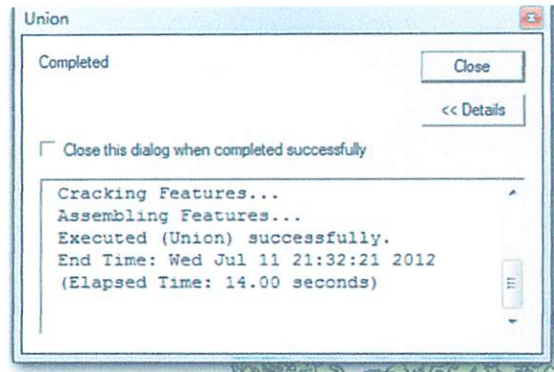 Union
Completed
Close
<< Details
Close this dialog when completed successfully
Cracking Features...
Assembling Features...
Executed (Union) successfully.
End Time: Wed Jul 11 21:32:21 2012
(Elapsed Time: 14.00 seconds)